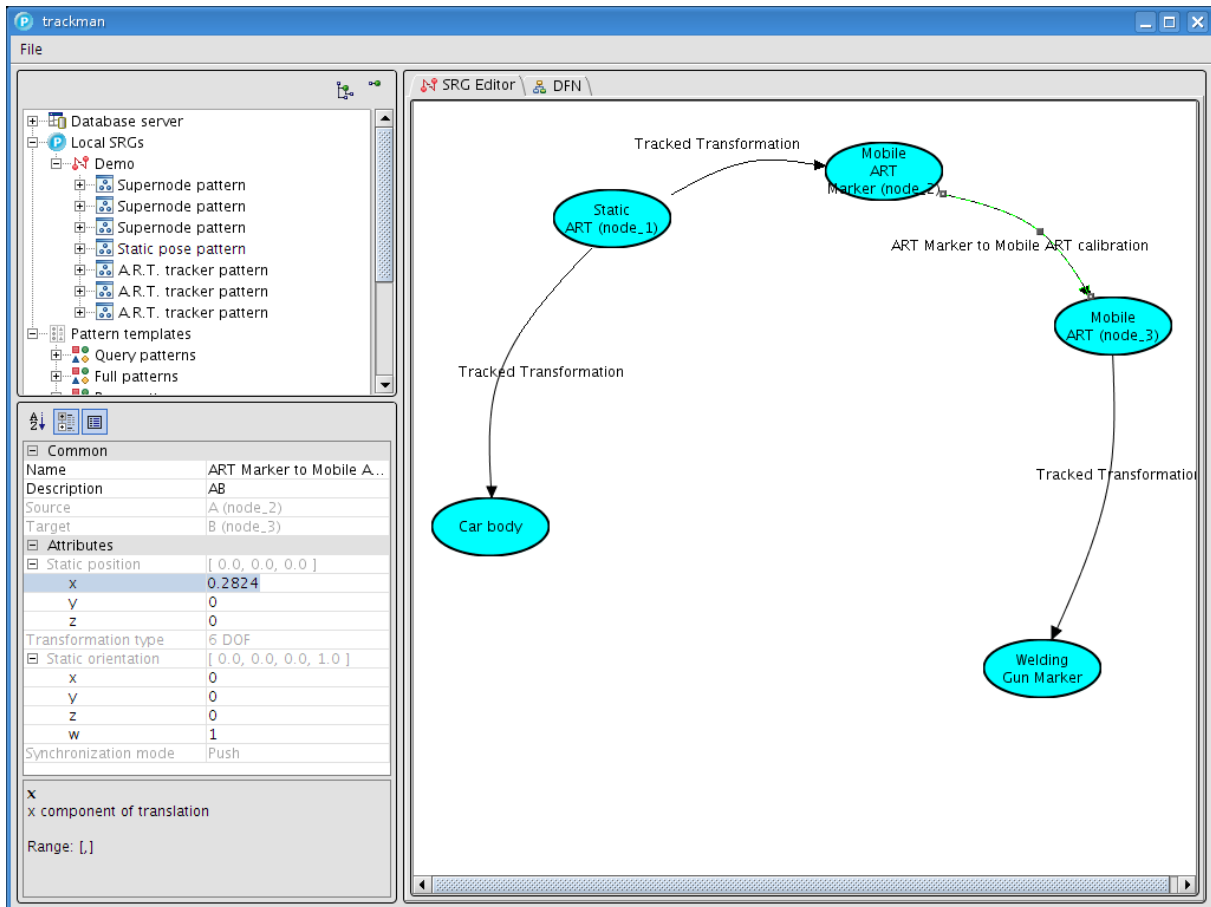 trackman
File
Database server
Local SRGs
Demo
Supernode pattern
Supernode pattern
Supernode pattern
Static pose pattern
A.R.T. tracker pattern
A.R.T. tracker pattern
A.R.T. tracker pattern
Pattern templates
Query patterns
Full patterns
Common
Name ART Marker to Mobile A...
Description AB
Source A (node_2)
Target B (node_3)
Attributes
Static position [ 0.0, 0.0, 0.0 ]
x 0.2824
y 0
z 0
Transformation type 6 DOF
Static orientation [ 0.0, 0.0, 0.0, 1.0 ]
x 0
y 0
z 0
w 1
Synchronization mode Push
x
x component of translation
Range: [,]
SRG Editor DFN
Tracked Transformation
Mobile
ART
Marker (node_2)
Static
ART (node_1)
ART Marker to Mobile ART calibration
Mobile
ART (node_3)
Tracked Transformation
Tracked Transformation
Car body
Welding
Gun Marker